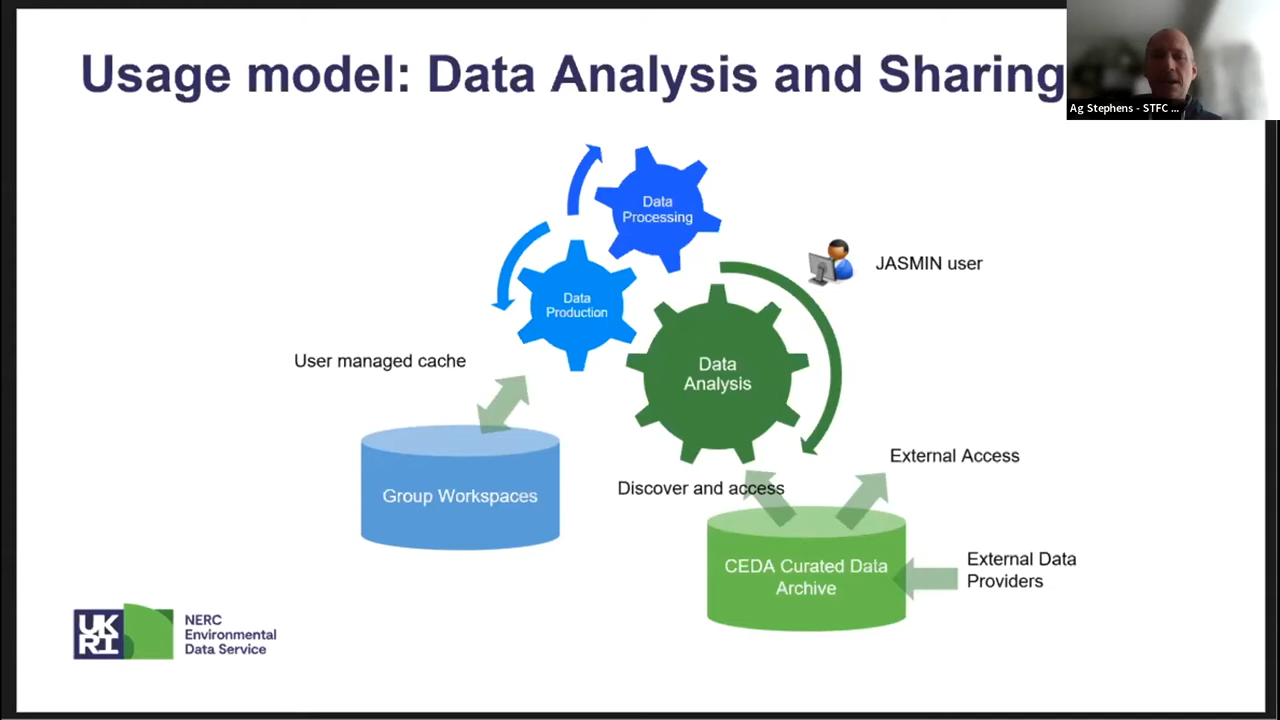 Usage model: Data Analysis and Sharing
Ag Stephens - STFC ...
Data
Processing
JASMIN user
Data
Production
User managed cache
Data
Analysis
External Access
Group Workspaces
Discover and access
CEDA Curated Data
Archive
External Data
Providers
UK
RI
NERC
Environmental
Data Service